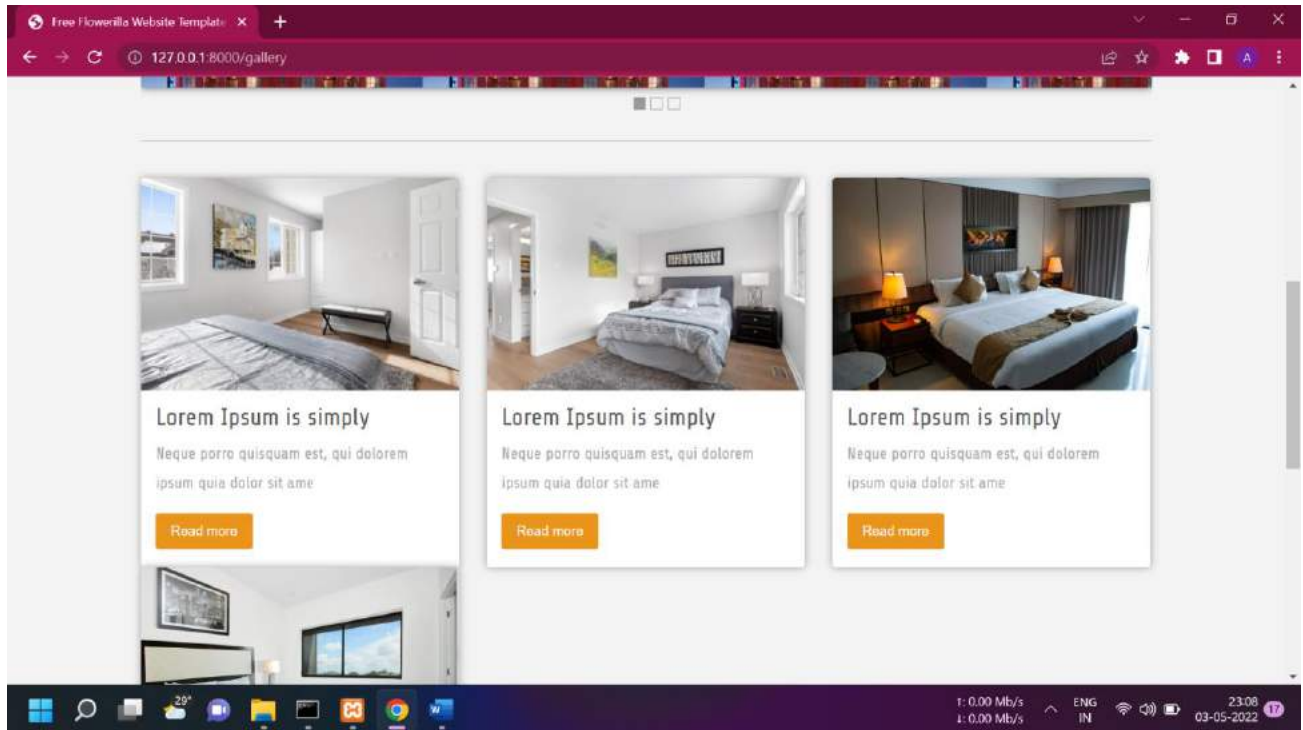 Free Flowerilla Website Template
127.0.0.1:8000/gallery
A
Lorem Ipsum is simply
Neque porro quisquam est, qui dolorem
ipsum quia dolor sit ame
Read more
Lorem Ipsum is simply
Neque porro quisquam est, qui dolorem
ipsum quia dolor sit ame
Read more
Lorem Ipsum is simply
Neque porro quisquam est, qui dolorem
ipsum quia dolor sit ame
Read more
29°
W
↑: 0.00 Mb/s
↓: 0.00 Mb/s
ENG
IN
23:08
03-05-2022
17